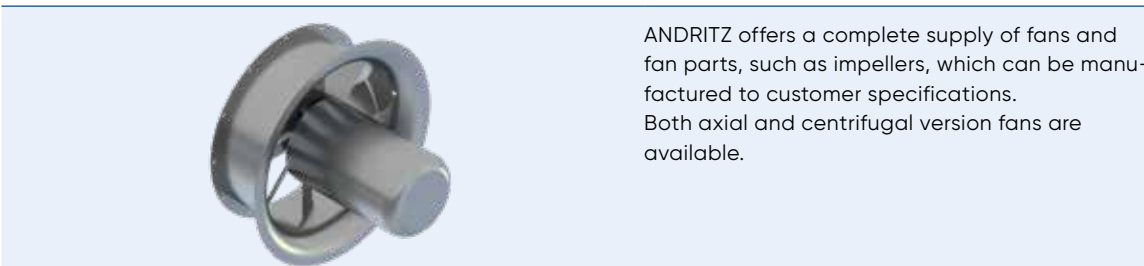 ANDRITZ offers a complete supply of fans and
fan parts, such as impellers, which can be manu-
factured to customer specifications.
Both axial and centrifugal version fans are
available.